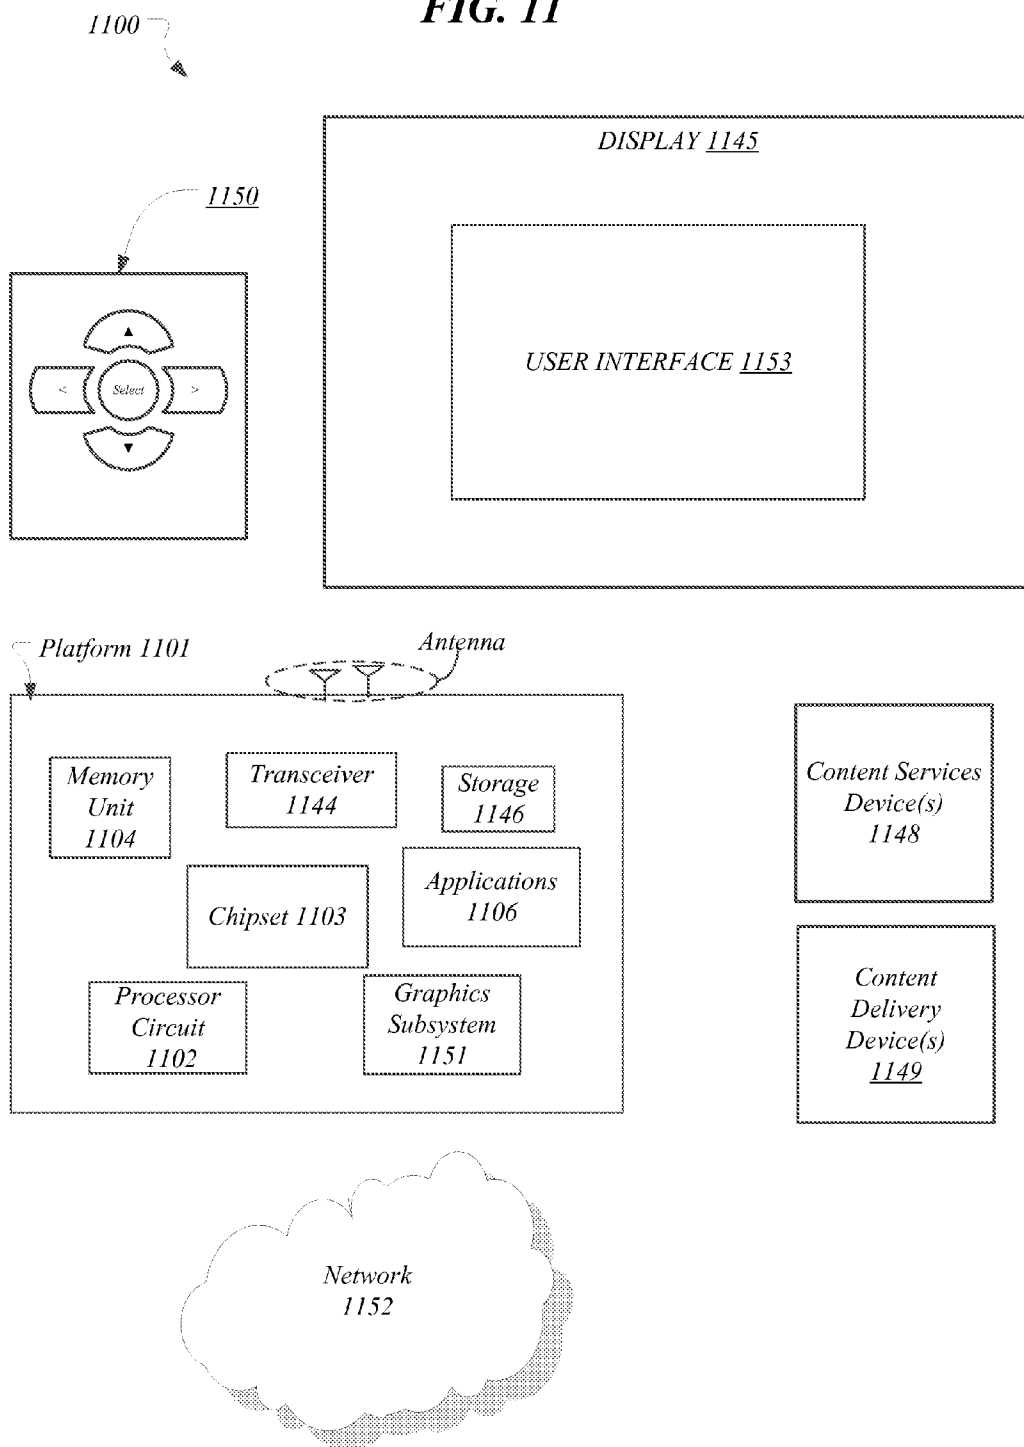 FIG. 11
1100
DISPLAY 1145
1150
USER INTERFACE 1153
▲
< Select >
▼
Platform 1101
Antenna
Memory
Unit
1104
Transceiver
1144
Storage
1146
Chipset 1103
Applications
1106
Processor
Circuit
1102
Graphics
Subsystem
1151
Content Services
Device(s)
1148
Content
Delivery
Device(s)
1149
Network
1152